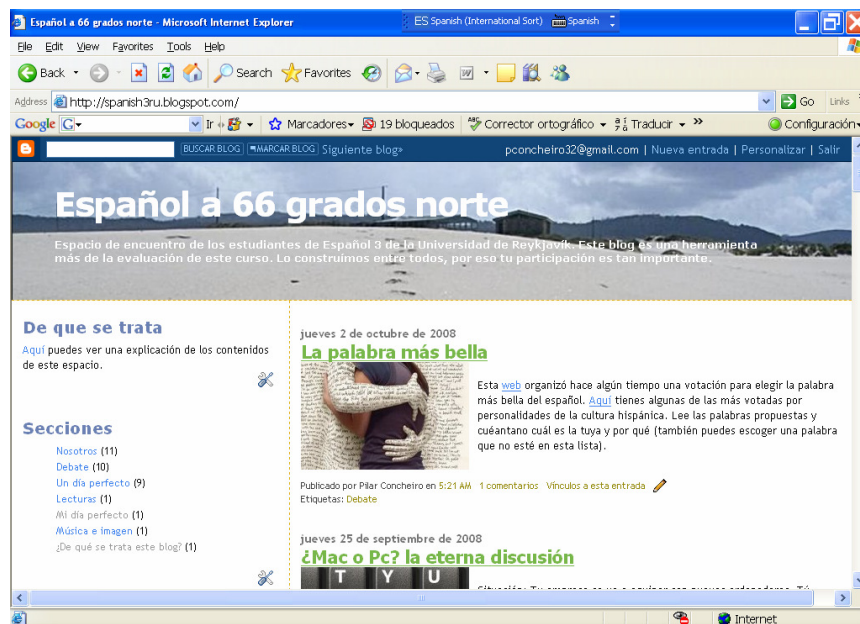 Español a 66 grados norte - Microsoft Internet Explorer
ES Spanish (International Sort) Spanish
File Edit View Favorites Tools Help
Back Search Favorites
Address http://spanish3ru.blogspot.com/ Go Links
Google G Ir Marcadores 19 bloqueados Corrector ortográfico Traducir Configuración
BUSCAR BLOG MARCAR BLOG Siguiente blog» pconcheiro32@gmail.com | Nueva entrada | Personalizar | Salir
Español a 66 grados norte
Espacio de encuentro de los estudiantes de Español 3 de la Universidad de Reykjavík. Este blog es una herramienta
más de la evaluación de este curso. Lo construímos entre todos, por eso tu participación es tan importante.
De que se trata
Aquí puedes ver una explicación de los contenidos
de este espacio.
Secciones
Nosotros (11)
Debate (10)
Un día perfecto (9)
Lecturas (1)
Mi día perfecto (1)
Música e imagen (1)
¿De qué se trata este blog? (1)
jueves 2 de octubre de 2008
La palabra más bella
Esta web organizó hace algún tiempo una votación para elegir la palabra
más bella del español. Aquí tienes algunas de las más votadas por
personalidades de la cultura hispánica. Lee las palabras propuestas y
cuéantano cuál es la tuya y por qué (también puedes escoger una palabra
que no esté en esta lista).
Publicado por Pilar Concheiro en 5:21 AM 1 comentarios Vínculos a esta entrada
Etiquetas: Debate
jueves 25 de septiembre de 2008
¿Mac o Pc? la eterna discusión
T Y U
Internet